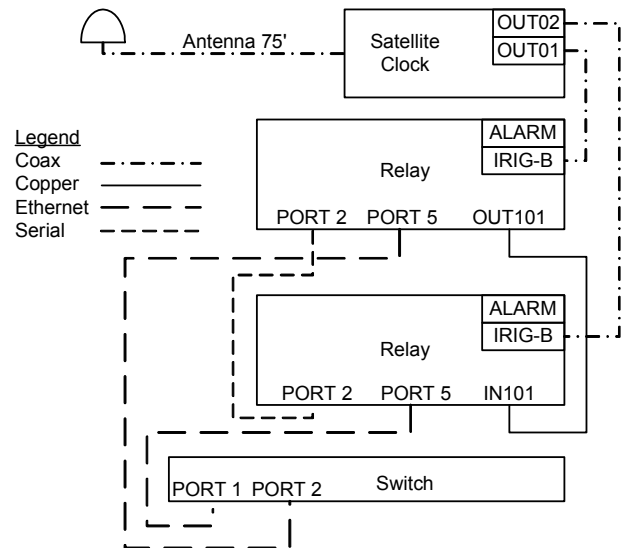 OUT02
Antenna 75'
Satellite
Clock
OUT01
Legend
Coax
Copper
Ethernet
Serial
ALARM
IRIG-B
Relay
PORT 2
PORT 5
OUT101
ALARM
IRIG-B
Relay
PORT 2
PORT 5
IN101
PORT 1
PORT 2
Switch